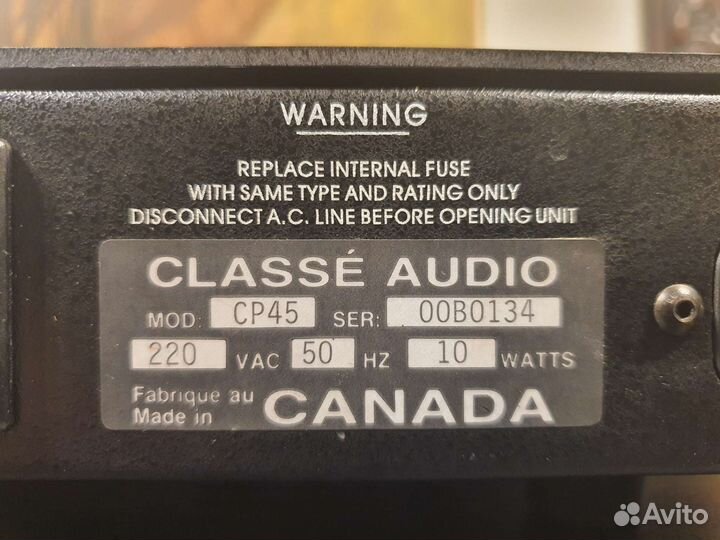 WARNING
REPLACE INTERNAL FUSE
WITH SAME TYPE AND RATING ONLY
DISCONNECT A.C. LINE BEFORE OPENING UNIT
CLASSÉ AUDIO
MOD: CP45 SER: 00B0134
220 VAC 50 HZ 10 WATTS
Fabrique au
Made in CANADA
Avito